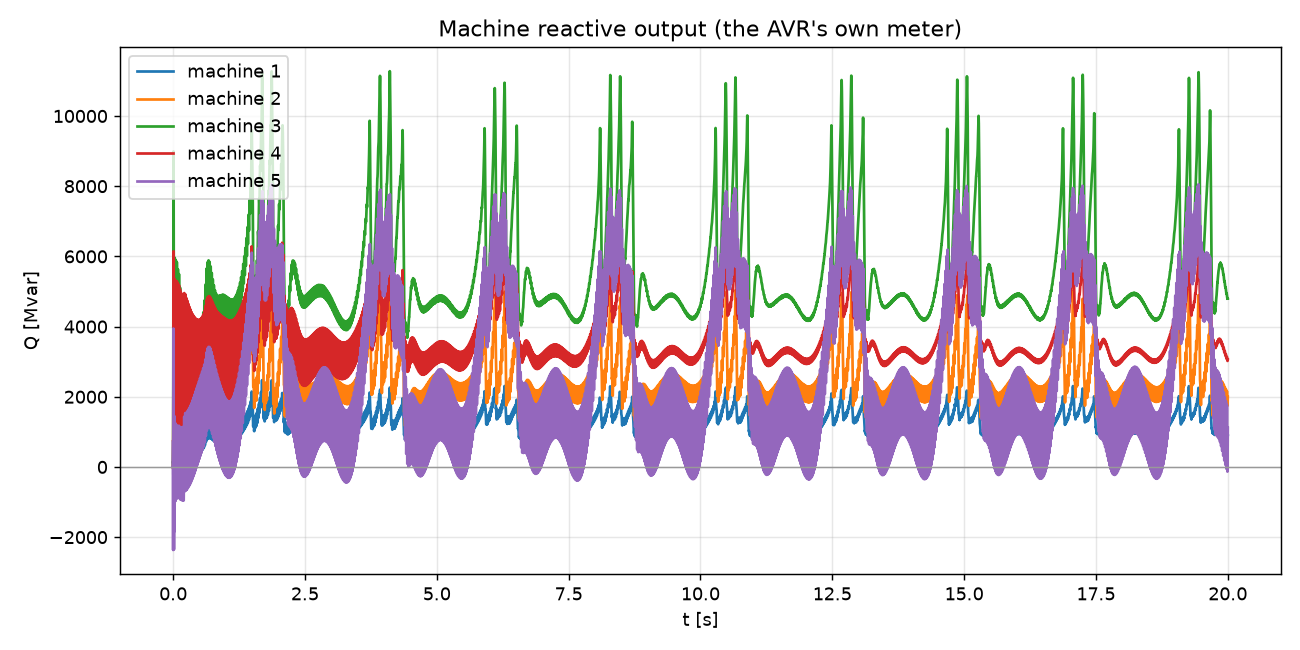 Machine reactive output (the AVR's own meter)
machine 1
machine 2
machine 3
machine 4
machine 5
Q [Mvar]
10000
8000
6000
4000
2000
0
−2000
0.0 2.5 5.0 7.5 10.0 12.5 15.0 17.5 20.0
t [s]